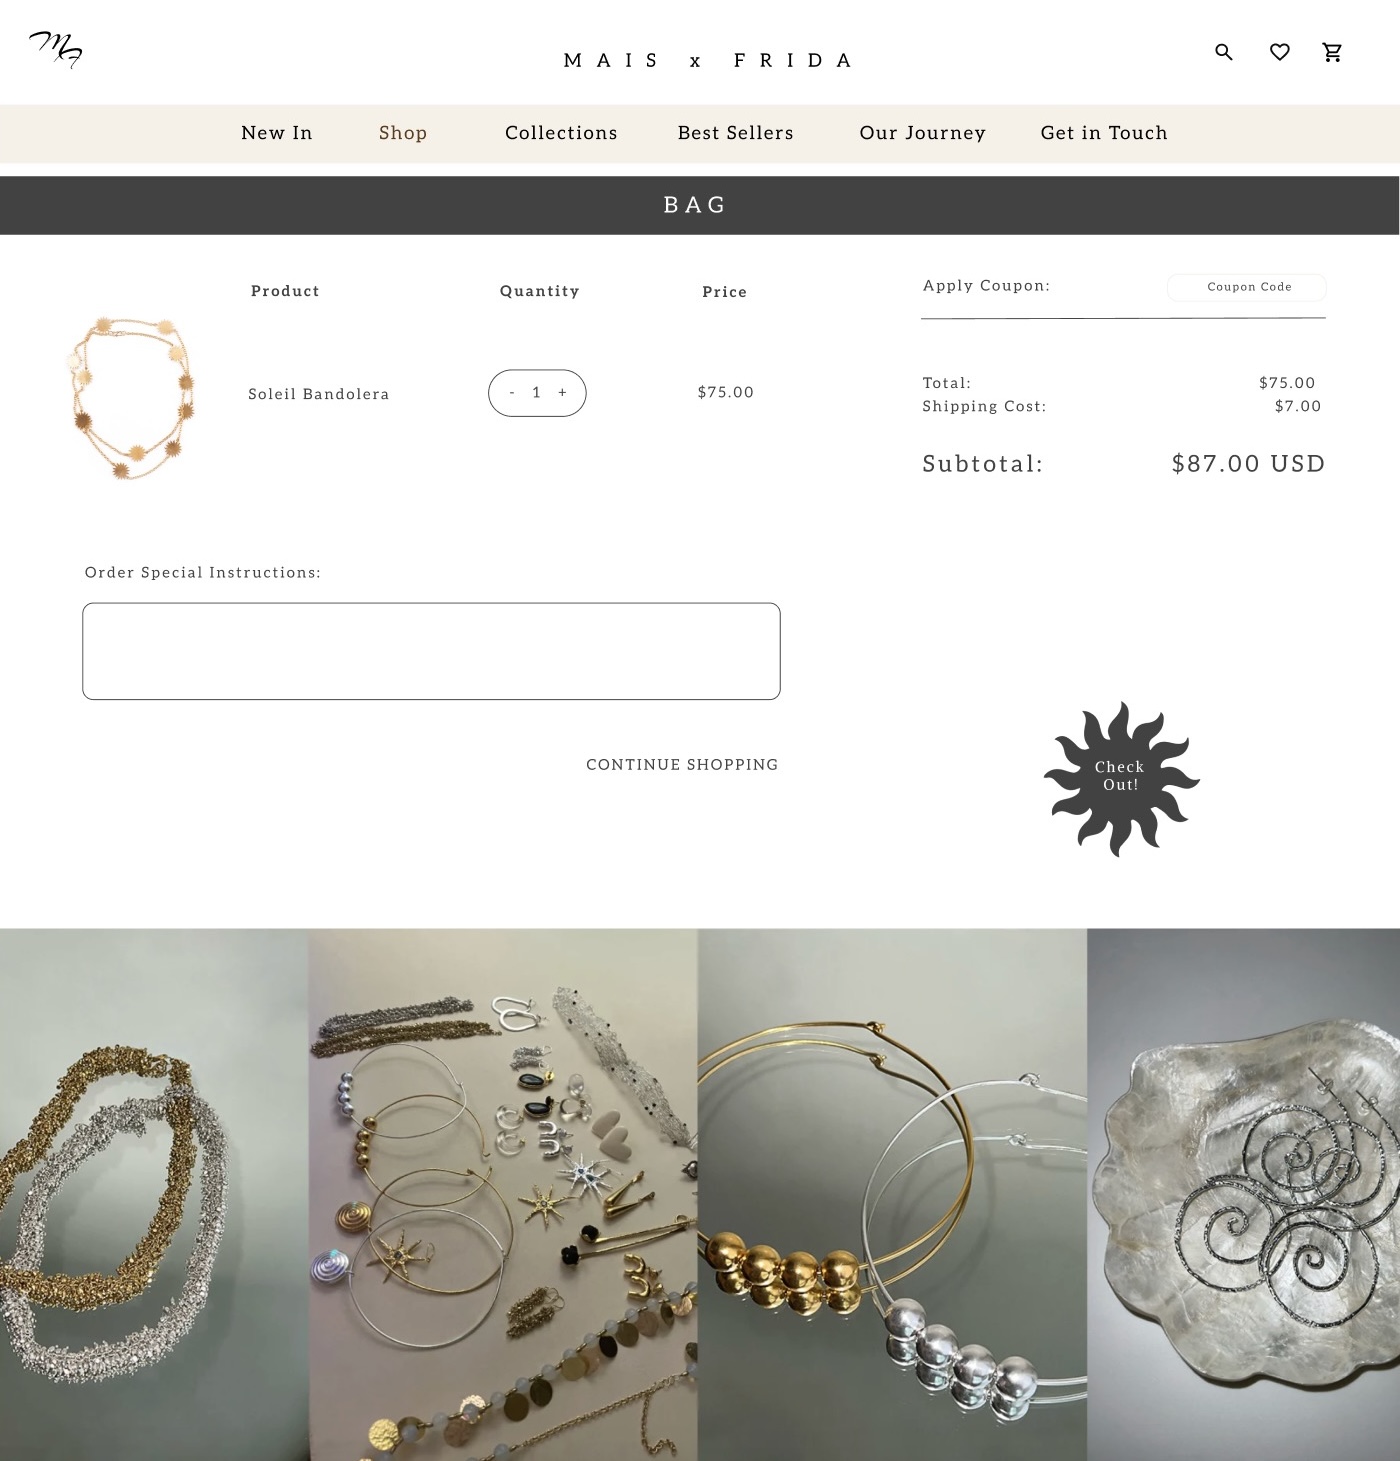 MF
MAIS x FRIDA
New In Shop Collections Best Sellers Our Journey Get in Touch
BAG
Product Quantity Price
Soleil Bandolera - 1 + $75.00
Apply Coupon: Coupon Code
Total: $75.00
Shipping Cost: $7.00
Subtotal: $87.00 USD
Order Special Instructions:
CONTINUE SHOPPING
Check
Out!